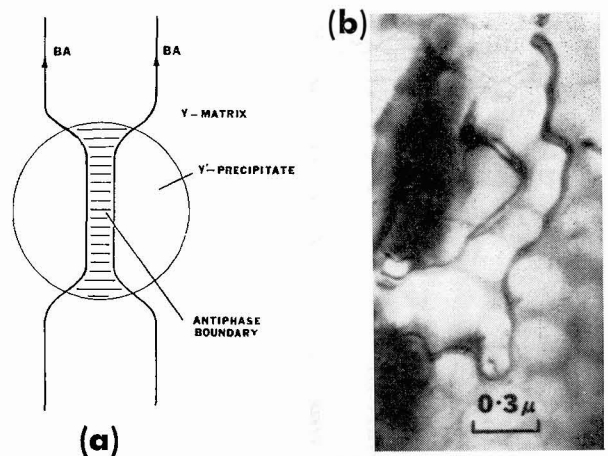 BA
BA
Y-MATRIX
Y'-PRECIPITATE
ANTIPHASE
BOUNDARY
(a)
(b)
0·3μ